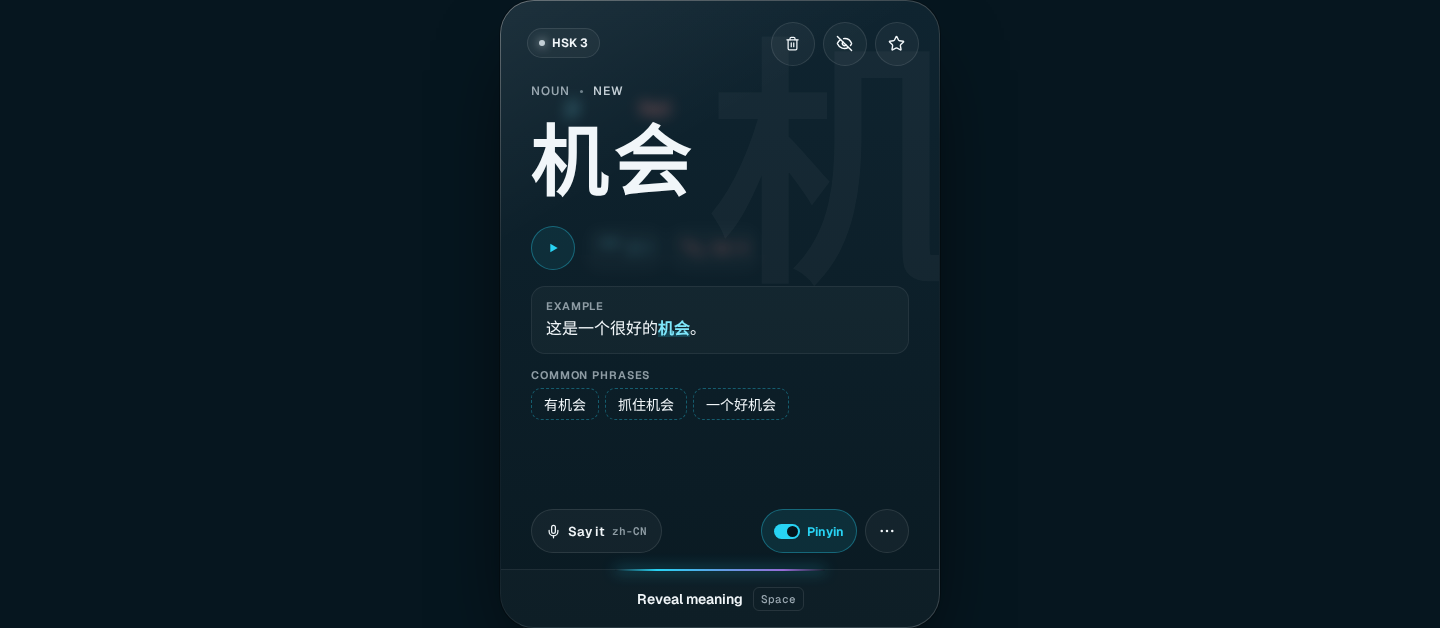 HSK 3
NOUN • NEW
机会
EXAMPLE
这是一个很好的机会。
COMMON PHRASES
有机会 抓住机会 一个好机会
Say it zh-CN Pinyin
Reveal meaning Space